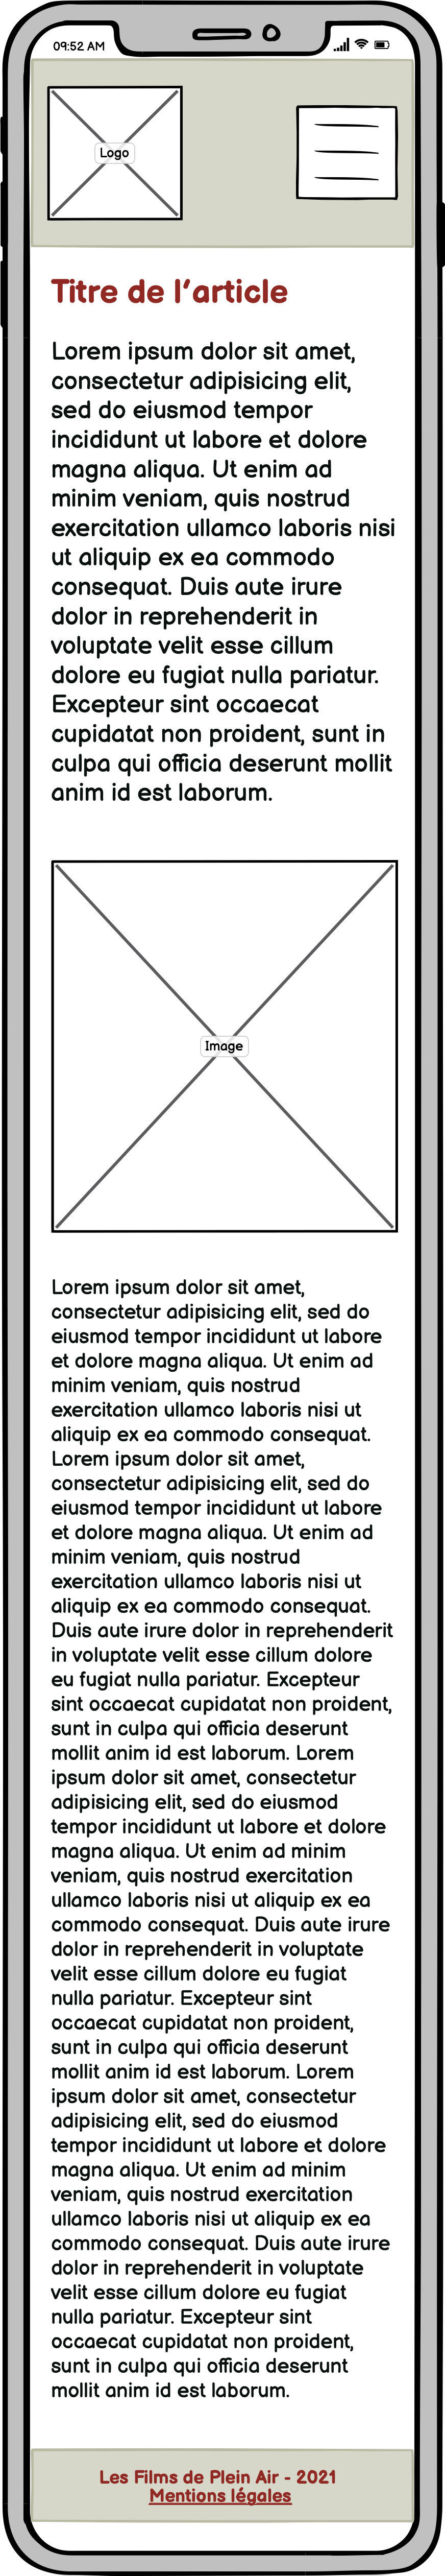 09:52 AM
Logo
Titre de l'article
Lorem ipsum dolor sit amet,
consectetur adipisicing elit,
sed do eiusmod tempor
incididunt ut labore et dolore
magna aliqua. Ut enim ad
minim veniam, quis nostrud
exercitation ullamco laboris nisi
ut aliquip ex ea commodo
consequat. Duis aute irure
dolor in reprehenderit in
voluptate velit esse cillum
dolore eu fugiat nulla pariatur.
Excepteur sint occaecat
cupidatat non proident, sunt in
culpa qui officia deserunt mollit
anim id est laborum.
Image
Lorem ipsum dolor sit amet,
consectetur adipisicing elit, sed do
eiusmod tempor incididunt ut labore
et dolore magna aliqua. Ut enim ad
minim veniam, quis nostrud
exercitation ullamco laboris nisi ut
aliquip ex ea commodo consequat.
Lorem ipsum dolor sit amet,
consectetur adipisicing elit, sed do
eiusmod tempor incididunt ut labore
et dolore magna aliqua. Ut enim ad
minim veniam, quis nostrud
exercitation ullamco laboris nisi ut
aliquip ex ea commodo consequat.
Duis aute irure dolor in reprehenderit
in voluptate velit esse cillum dolore
eu fugiat nulla pariatur. Excepteur
sint occaecat cupidatat non proident,
sunt in culpa qui officia deserunt
mollit anim id est laborum. Lorem
ipsum dolor sit amet, consectetur
adipisicing elit, sed do eiusmod
tempor incididunt ut labore et dolore
magna aliqua. Ut enim ad minim
veniam, quis nostrud exercitation
ullamco laboris nisi ut aliquip ex ea
commodo consequat. Duis aute irure
dolor in reprehenderit in voluptate
velit esse cillum dolore eu fugiat
nulla pariatur. Excepteur sint
occaecat cupidatat non proident,
sunt in culpa qui officia deserunt
mollit anim id est laborum. Lorem
ipsum dolor sit amet, consectetur
adipisicing elit, sed do eiusmod
tempor incididunt ut labore et dolore
magna aliqua. Ut enim ad minim
veniam, quis nostrud exercitation
ullamco laboris nisi ut aliquip ex ea
commodo consequat. Duis aute irure
dolor in reprehenderit in voluptate
velit esse cillum dolore eu fugiat
nulla pariatur. Excepteur sint
occaecat cupidatat non proident,
sunt in culpa qui officia deserunt
mollit anim id est laborum.
Les Films de Plein Air - 2021
Mentions légales